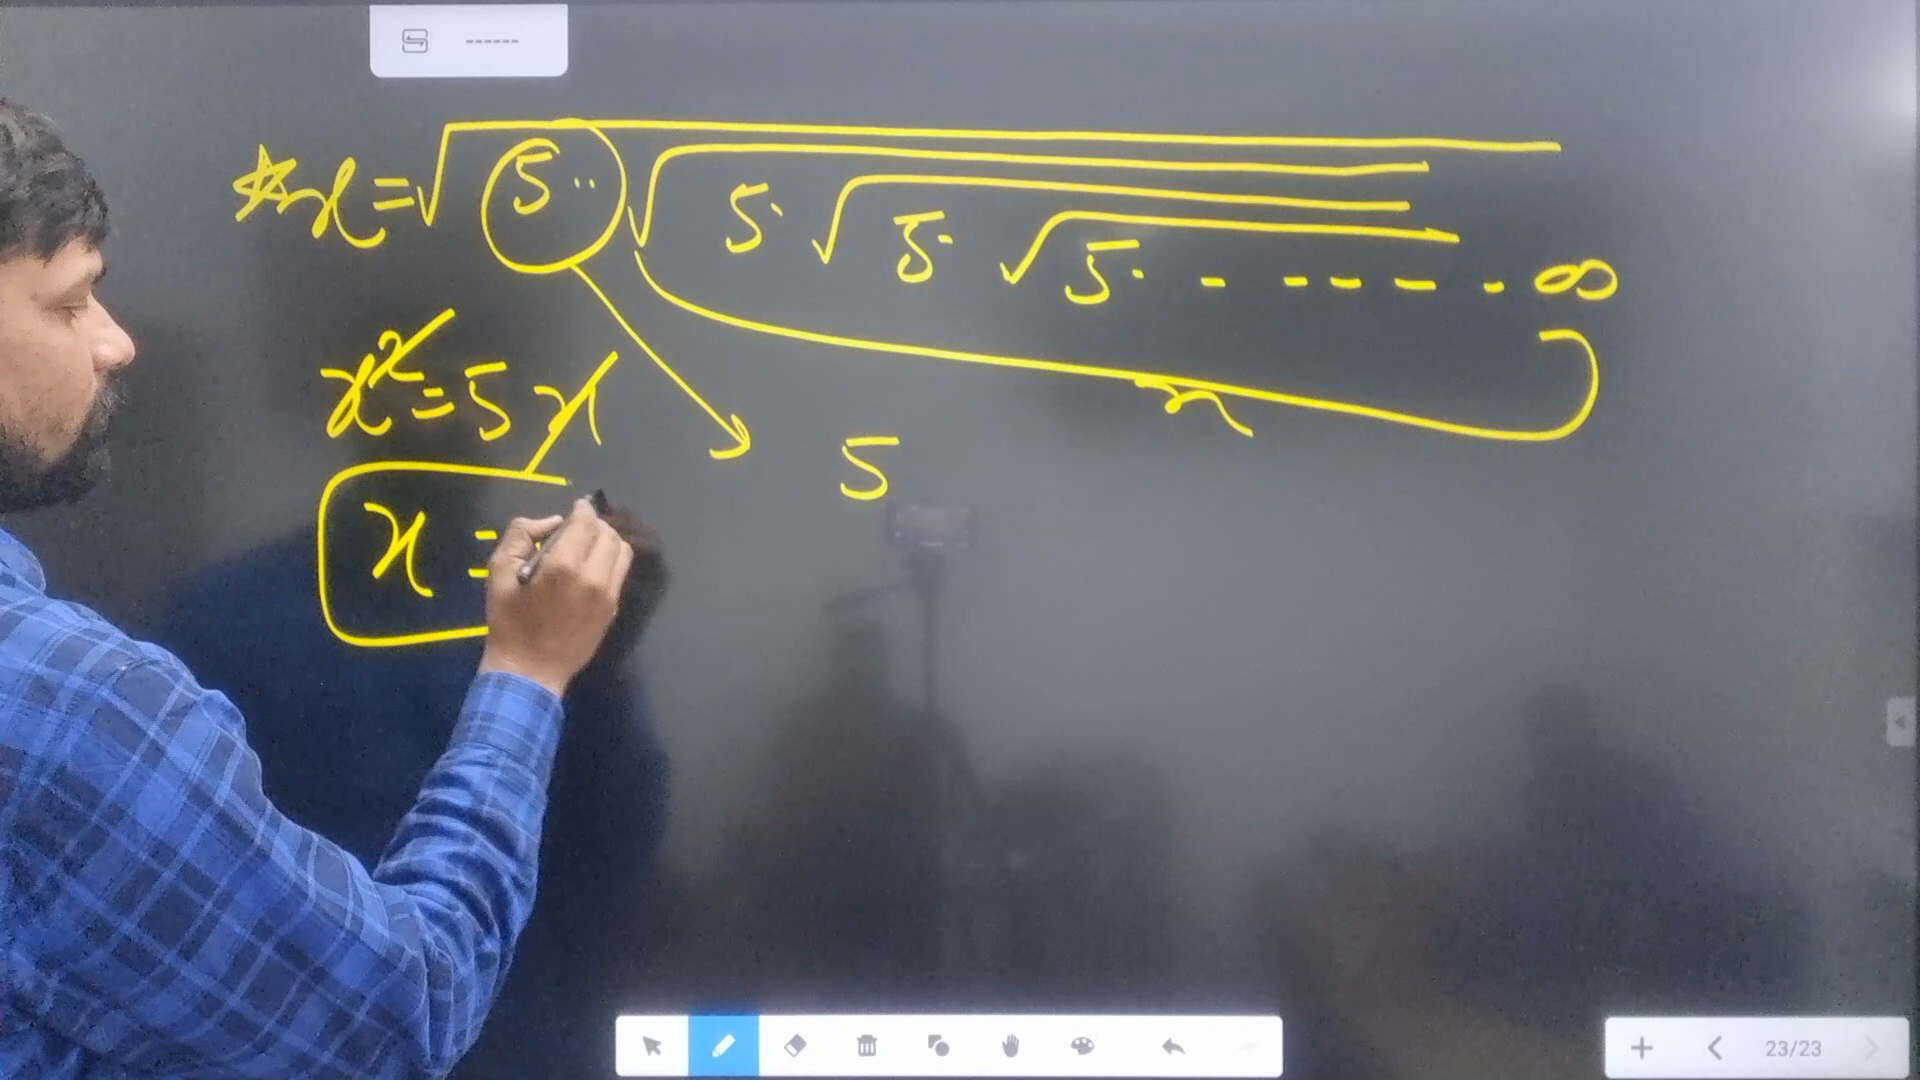 ☆ x = √5·√5·√5·√5· - - - - - - ∞
x
x² = 5x
5
x =
23/23